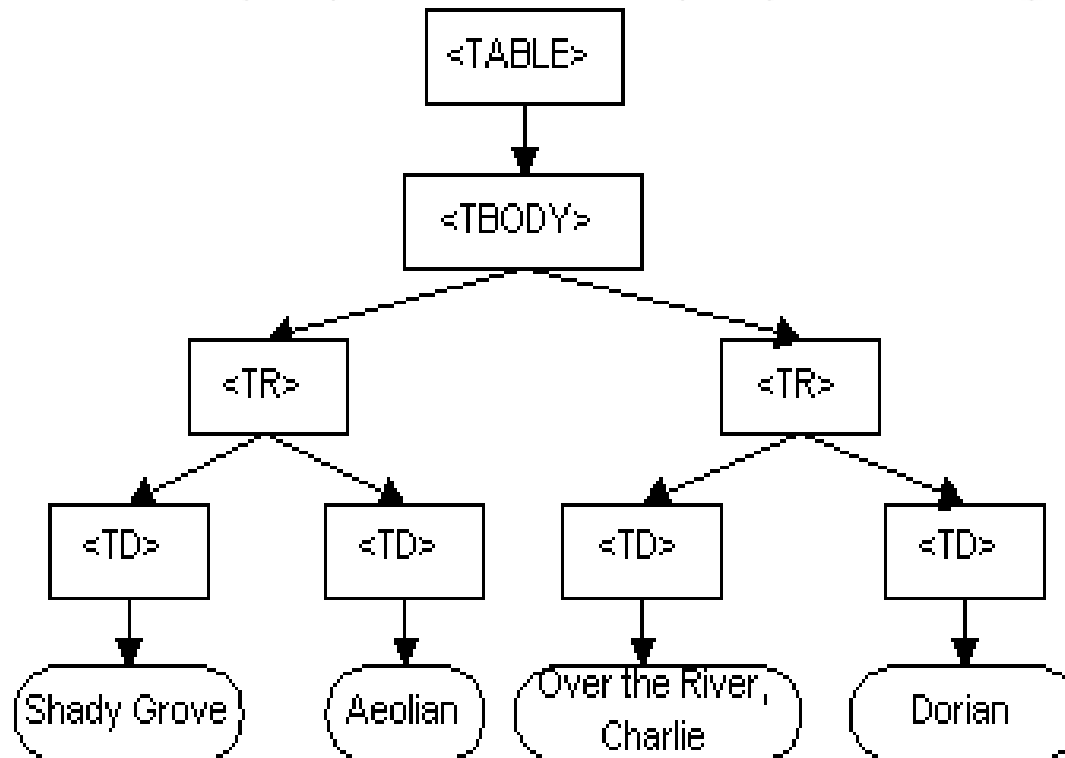 <TABLE>
<TBODY>
<TR>
<TR>
<TD>
<TD>
<TD>
<TD>
Shady Grove
Aeolian
Over the River,
Charlie
Dorian